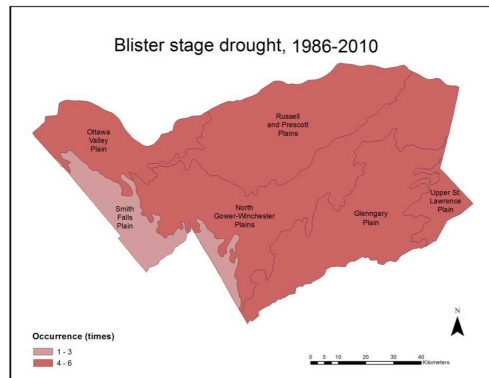 Blister stage drought, 1986-2010
Ottawa
Valley
Plain
Russell
and Prescott
Plains
Smith
Falls
Plain
North
Gower-Winchester
Plains
Glenngary
Plain
Upper St.
Lawrence
Plain
Occurrence (times)
1 - 3
4 - 6
N
0 5 10 20 30 40
Kilometers